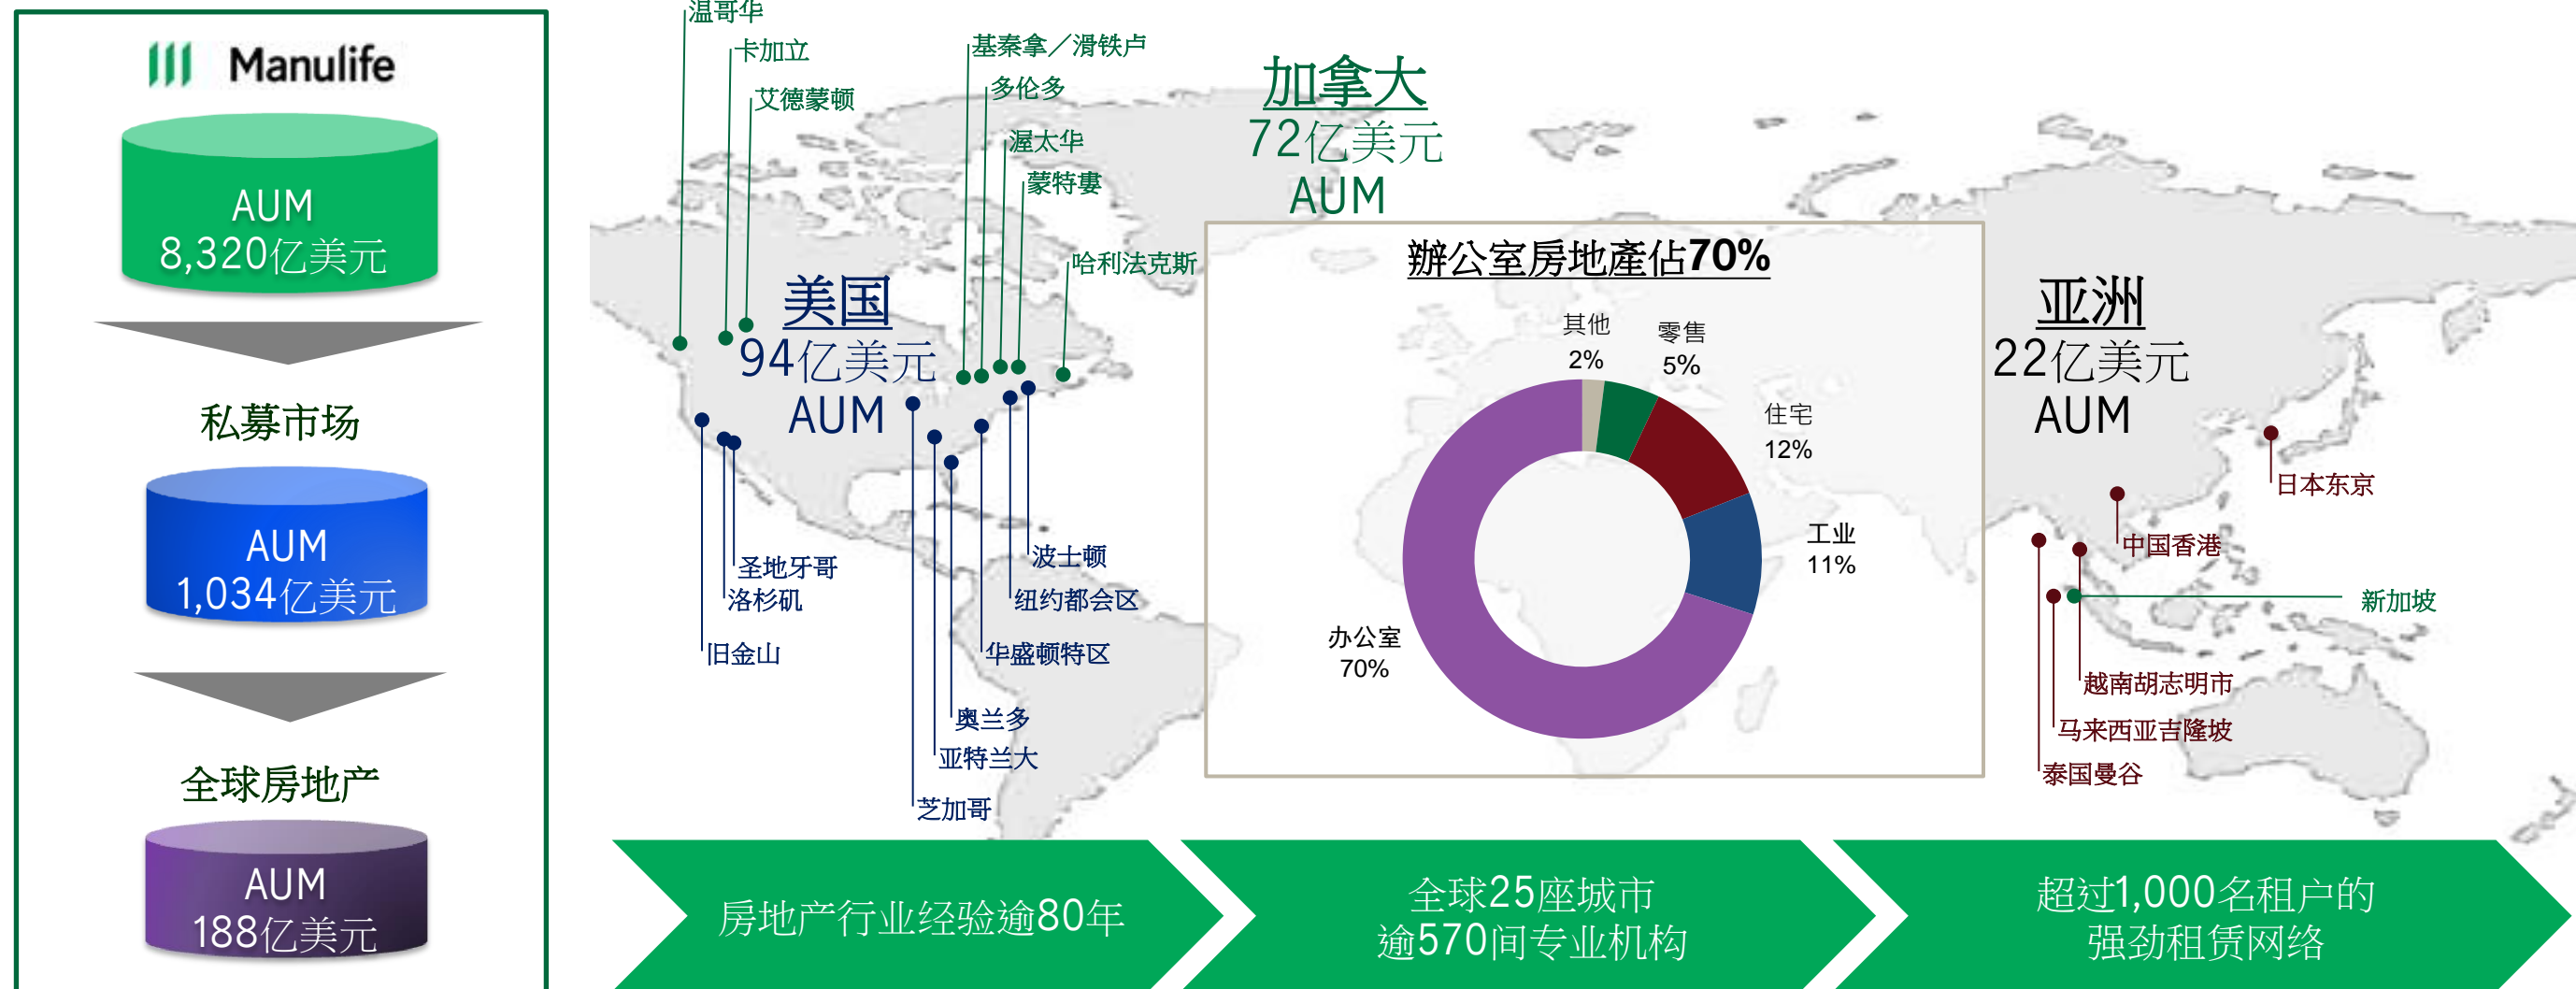 Manulife
AUM
8,320亿美元
私募市场
AUM
1,034亿美元
全球房地产
AUM
188亿美元
温哥华
卡加立
艾德蒙顿
基秦拿／滑铁卢
多伦多
渥太华
蒙特婁
哈利法克斯
加拿大
72亿美元
AUM
美国
94亿美元
AUM
圣地牙哥
洛杉矶
旧金山
波士顿
纽约都会区
华盛顿特区
奥兰多
亚特兰大
芝加哥
辦公室房地產佔70%
其他
2%
零售
5%
住宅
12%
工业
11%
办公室
70%
亚洲
22亿美元
AUM
日本东京
中国香港
新加坡
越南胡志明市
马来西亚吉隆坡
泰国曼谷
房地产行业经验逾80年
全球25座城市
逾570间专业机构
超过1,000名租户的
强劲租赁网络